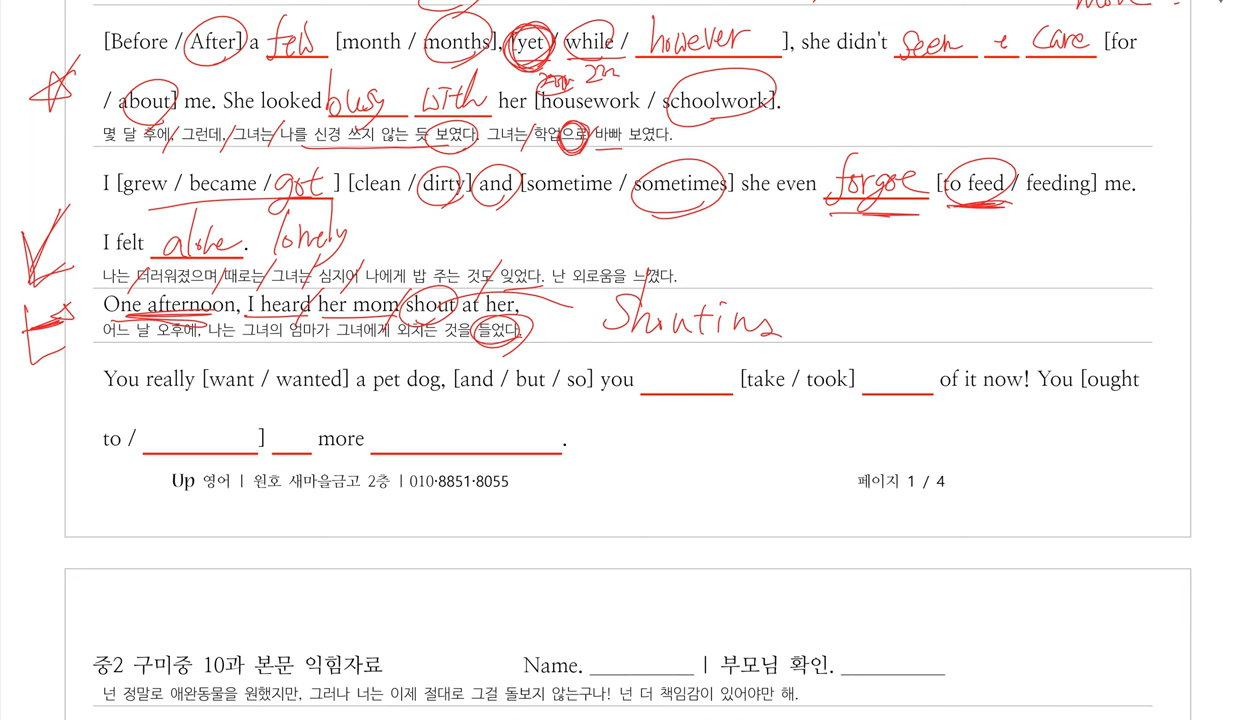 [Before / After] a few [month / months], [yet / while / however ], she didn't seem to care [for
/ about] me. She looked busy with her [housework / schoolwork].
몇 달 후에, 그런데, 그녀는 나를 신경 쓰지 않는 듯 보였다. 그녀는 학업으로 바빠 보였다.
I [grew / became / got ] [clean / dirty] and [sometime / sometimes] she even forgot [to feed / feeding] me.
I felt alone. lonely
나는 더러워졌으며 때로는 그녀는 심지어 나에게 밥 주는 것도 잊었다. 난 외로움을 느꼈다.
One afternoon, I heard her mom shout at her,
shouting
어느 날 오후에, 나는 그녀의 엄마가 그녀에게 외치는 것을 들었다.
You really [want / wanted] a pet dog, [and / but / so] you ____ [take / took] ____ of it now! You [ought
to / ____ ] ____ more ____.
Up 영어 | 원호 새마을금고 2층 | 010·8851·8055 페이지 1 / 4
중2 구미중 10과 본문 익힘자료 Name. ____ | 부모님 확인. ____
넌 정말로 애완동물을 원했지만, 그러나 너는 이제 절대로 그걸 돌보지 않는구나! 넌 더 책임감이 있어야만 해.